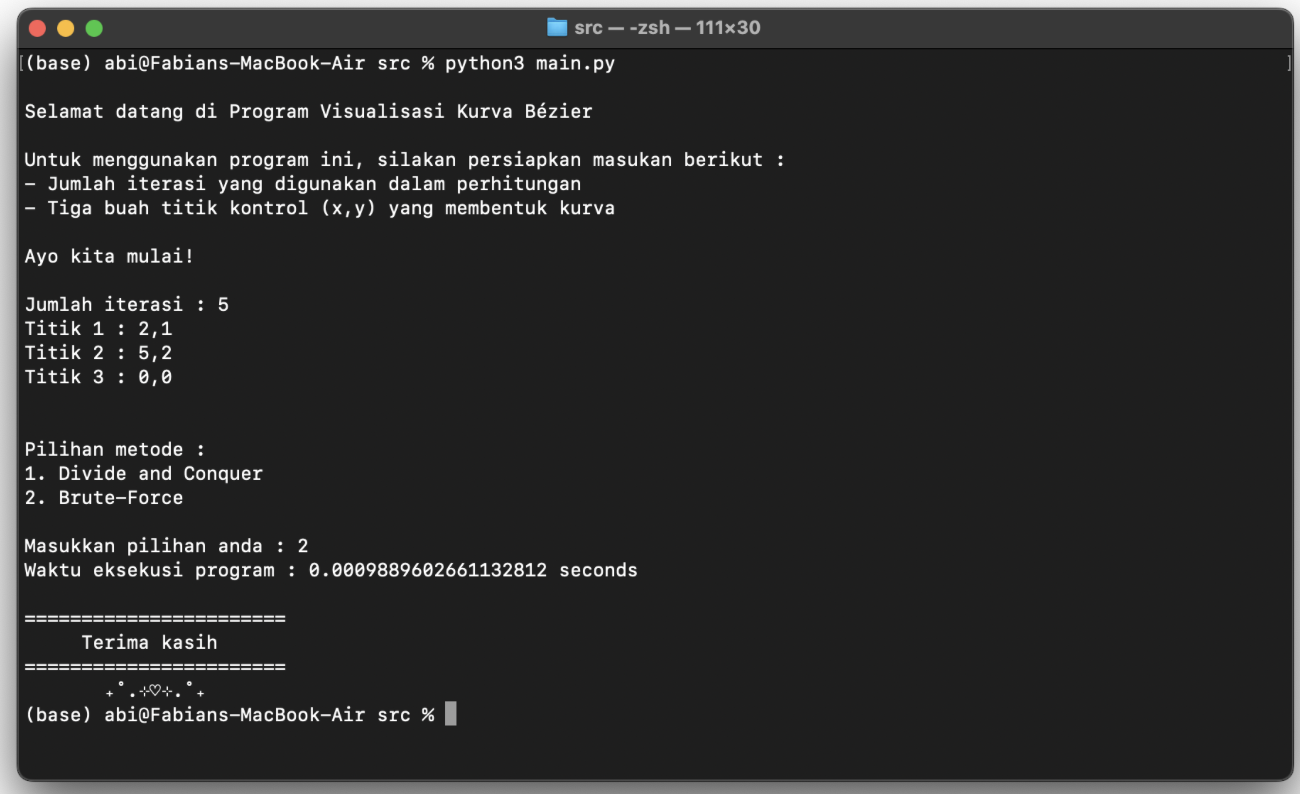 src — -zsh — 111×30
(base) abi@Fabians-MacBook-Air src % python3 main.py
Selamat datang di Program Visualisasi Kurva Bézier
Untuk menggunakan program ini, silakan persiapkan masukan berikut :
- Jumlah iterasi yang digunakan dalam perhitungan
- Tiga buah titik kontrol (x,y) yang membentuk kurva
Ayo kita mulai!
Jumlah iterasi : 5
Titik 1 : 2,1
Titik 2 : 5,2
Titik 3 : 0,0
Pilihan metode :
1. Divide and Conquer
2. Brute-Force
Masukkan pilihan anda : 2
Waktu eksekusi program : 0.0009889602661132812 seconds
=======================
Terima kasih
=======================
₊˚.⊹♡⊹.˚₊
(base) abi@Fabians-MacBook-Air src %